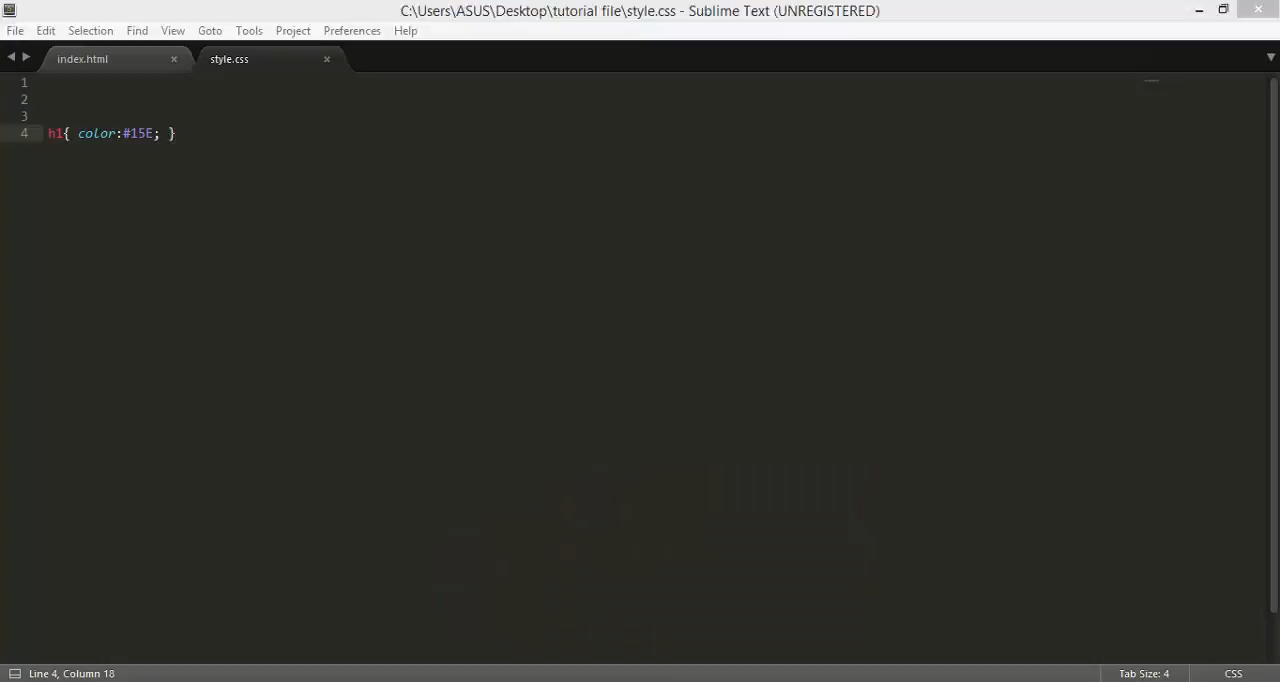 C:\Users\ASUS\Desktop\tutorial file\style.css - Sublime Text (UNREGISTERED)
File Edit Selection Find View Goto Tools Project Preferences Help
index.html × style.css ×
1
2
3
4 h1{ color:#15E; }
Line 4, Column 18 Tab Size: 4 CSS